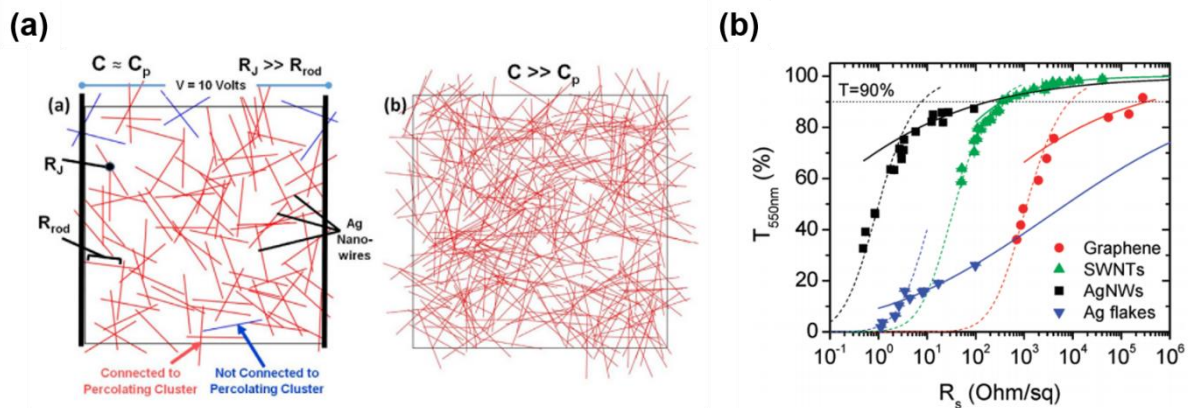 (a)
C ≈ Cp
RJ >> Rrod
V = 10 Volts
(a)
RJ
Rrod
Ag
Nano-
wires
Connected to
Percolating Cluster
Not Connected to
Percolating Cluster
C >> Cp
(b)
(b)
T550nm (%)
100
80
60
40
20
0
T=90%
Graphene
SWNTs
AgNWs
Ag flakes
10-1 100 101 102 103 104 105 106
Rs (Ohm/sq)